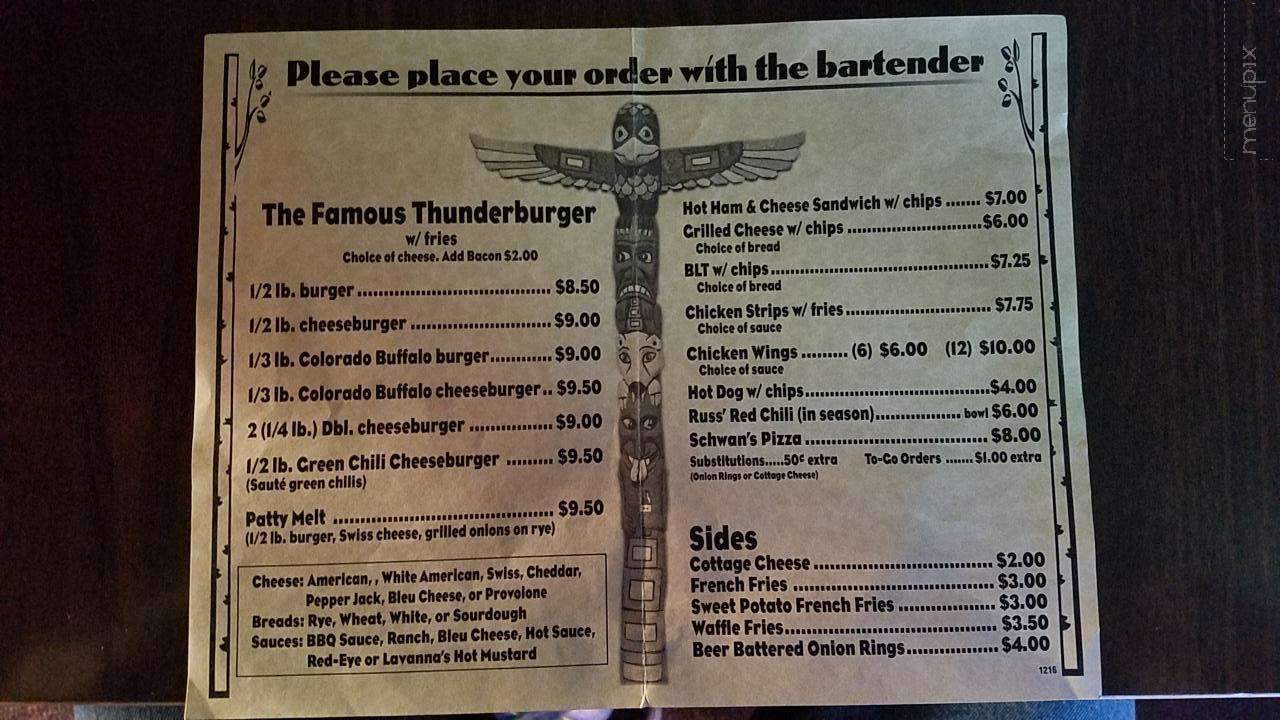 Please place your order with the bartender
The Famous Thunderburger
w/ fries
Choice of cheese. Add Bacon $2.00
1/2 lb. burger ........................................ $8.50
1/2 lb. cheeseburger ............................ $9.00
1/3 lb. Colorado Buffalo burger............ $9.00
1/3 lb. Colorado Buffalo cheeseburger.. $9.50
2 (1/4 lb.) Dbl. cheeseburger ................ $9.00
1/2 lb. Green Chili Cheeseburger ......... $9.50
(Sauté green chilis)
Patty Melt ............................................ $9.50
(1/2 lb. burger, Swiss cheese, grilled onions on rye)
Cheese: American, , White American, Swiss, Cheddar,
Pepper Jack, Bleu Cheese, or Provolone
Breads: Rye, Wheat, White, or Sourdough
Sauces: BBQ Sauce, Ranch, Bleu Cheese, Hot Sauce,
Red-Eye or Lavanna's Hot Mustard
Hot Ham & Cheese Sandwich w/ chips ....... $7.00
Grilled Cheese w/ chips ...........................$6.00
Choice of bread
BLT w/ chips...........................................$7.25
Choice of bread
Chicken Strips w/ fries............................. $7.75
Choice of sauce
Chicken Wings ......... (6) $6.00 (12) $10.00
Choice of sauce
Hot Dog w/ chips.....................................$4.00
Russ' Red Chili (in season)................. bowl $6.00
Schwan's Pizza ..................................... $8.00
Substitutions.....50¢ extra To-Go Orders ....... $1.00 extra
(Onion Rings or Cottage Cheese)
Sides
Cottage Cheese .................................... $2.00
French Fries ........................................ $3.00
Sweet Potato French Fries ................... $3.00
Waffle Fries.......................................... $3.50
Beer Battered Onion Rings.................. $4.00
1216
menupix